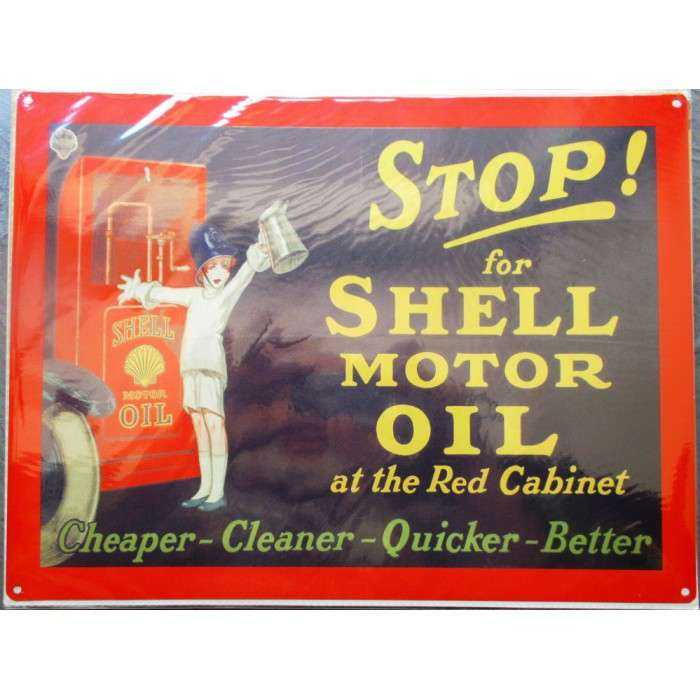 STOP!
for
SHELL
MOTOR
OIL
at the Red Cabinet
SHELL
MOTOR
OIL
Cheaper - Cleaner - Quicker - Better